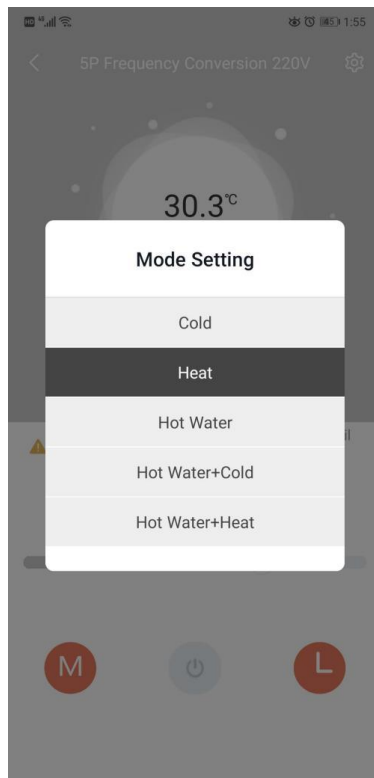 1:55
5P Frequency Conversion 220V
30.3°C
Mode Setting
Cold
Heat
Hot Water
Hot Water+Cold
Hot Water+Heat
M
L